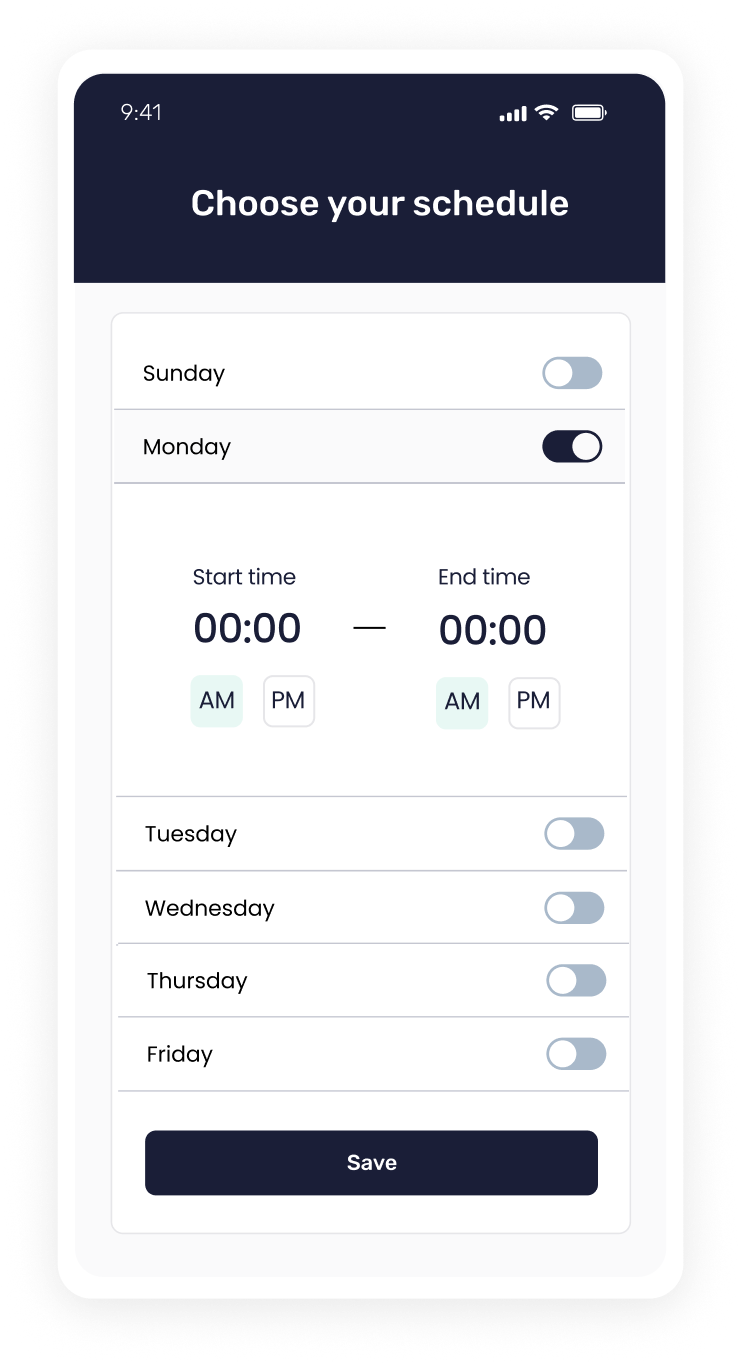 9:41
Choose your schedule
Sunday
Monday
Start time End time
00:00 — 00:00
AM PM AM PM
Tuesday
Wednesday
Thursday
Friday
Save